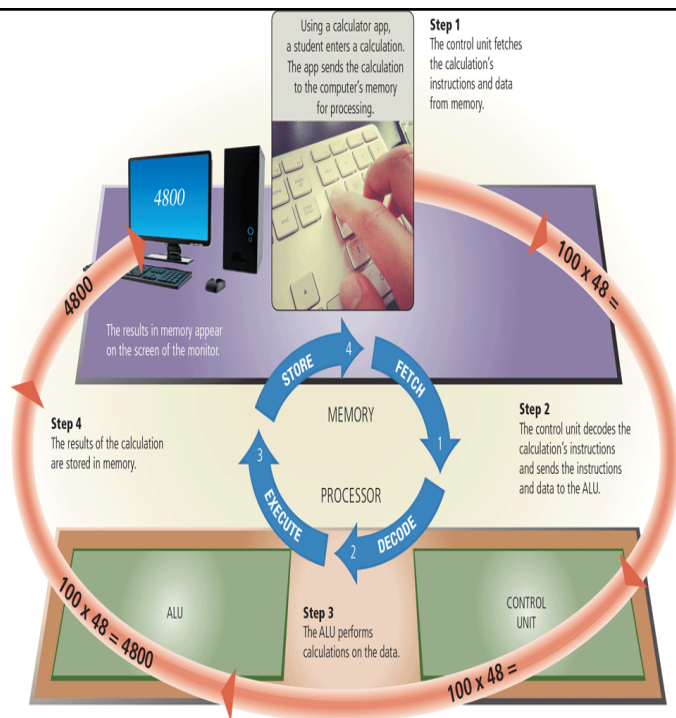 Using a calculator app,
a student enters a calculation.
The app sends the calculation
to the computer's memory
for processing.
Step 1
The control unit fetches
the calculation's
instructions and data
from memory.
4800
100 x 48 =
4800
The results in memory appear
on the screen of the monitor.
STORE
4
FETCH
1
MEMORY
Step 4
The results of the calculation
are stored in memory.
Step 2
The control unit decodes the
calculation's instructions
and sends the instructions
and data to the ALU.
3
EXECUTE
PROCESSOR
2
DECODE
100 x 48 = 4800
ALU
Step 3
The ALU performs
calculations on the data.
CONTROL
UNIT
100 x 48 =